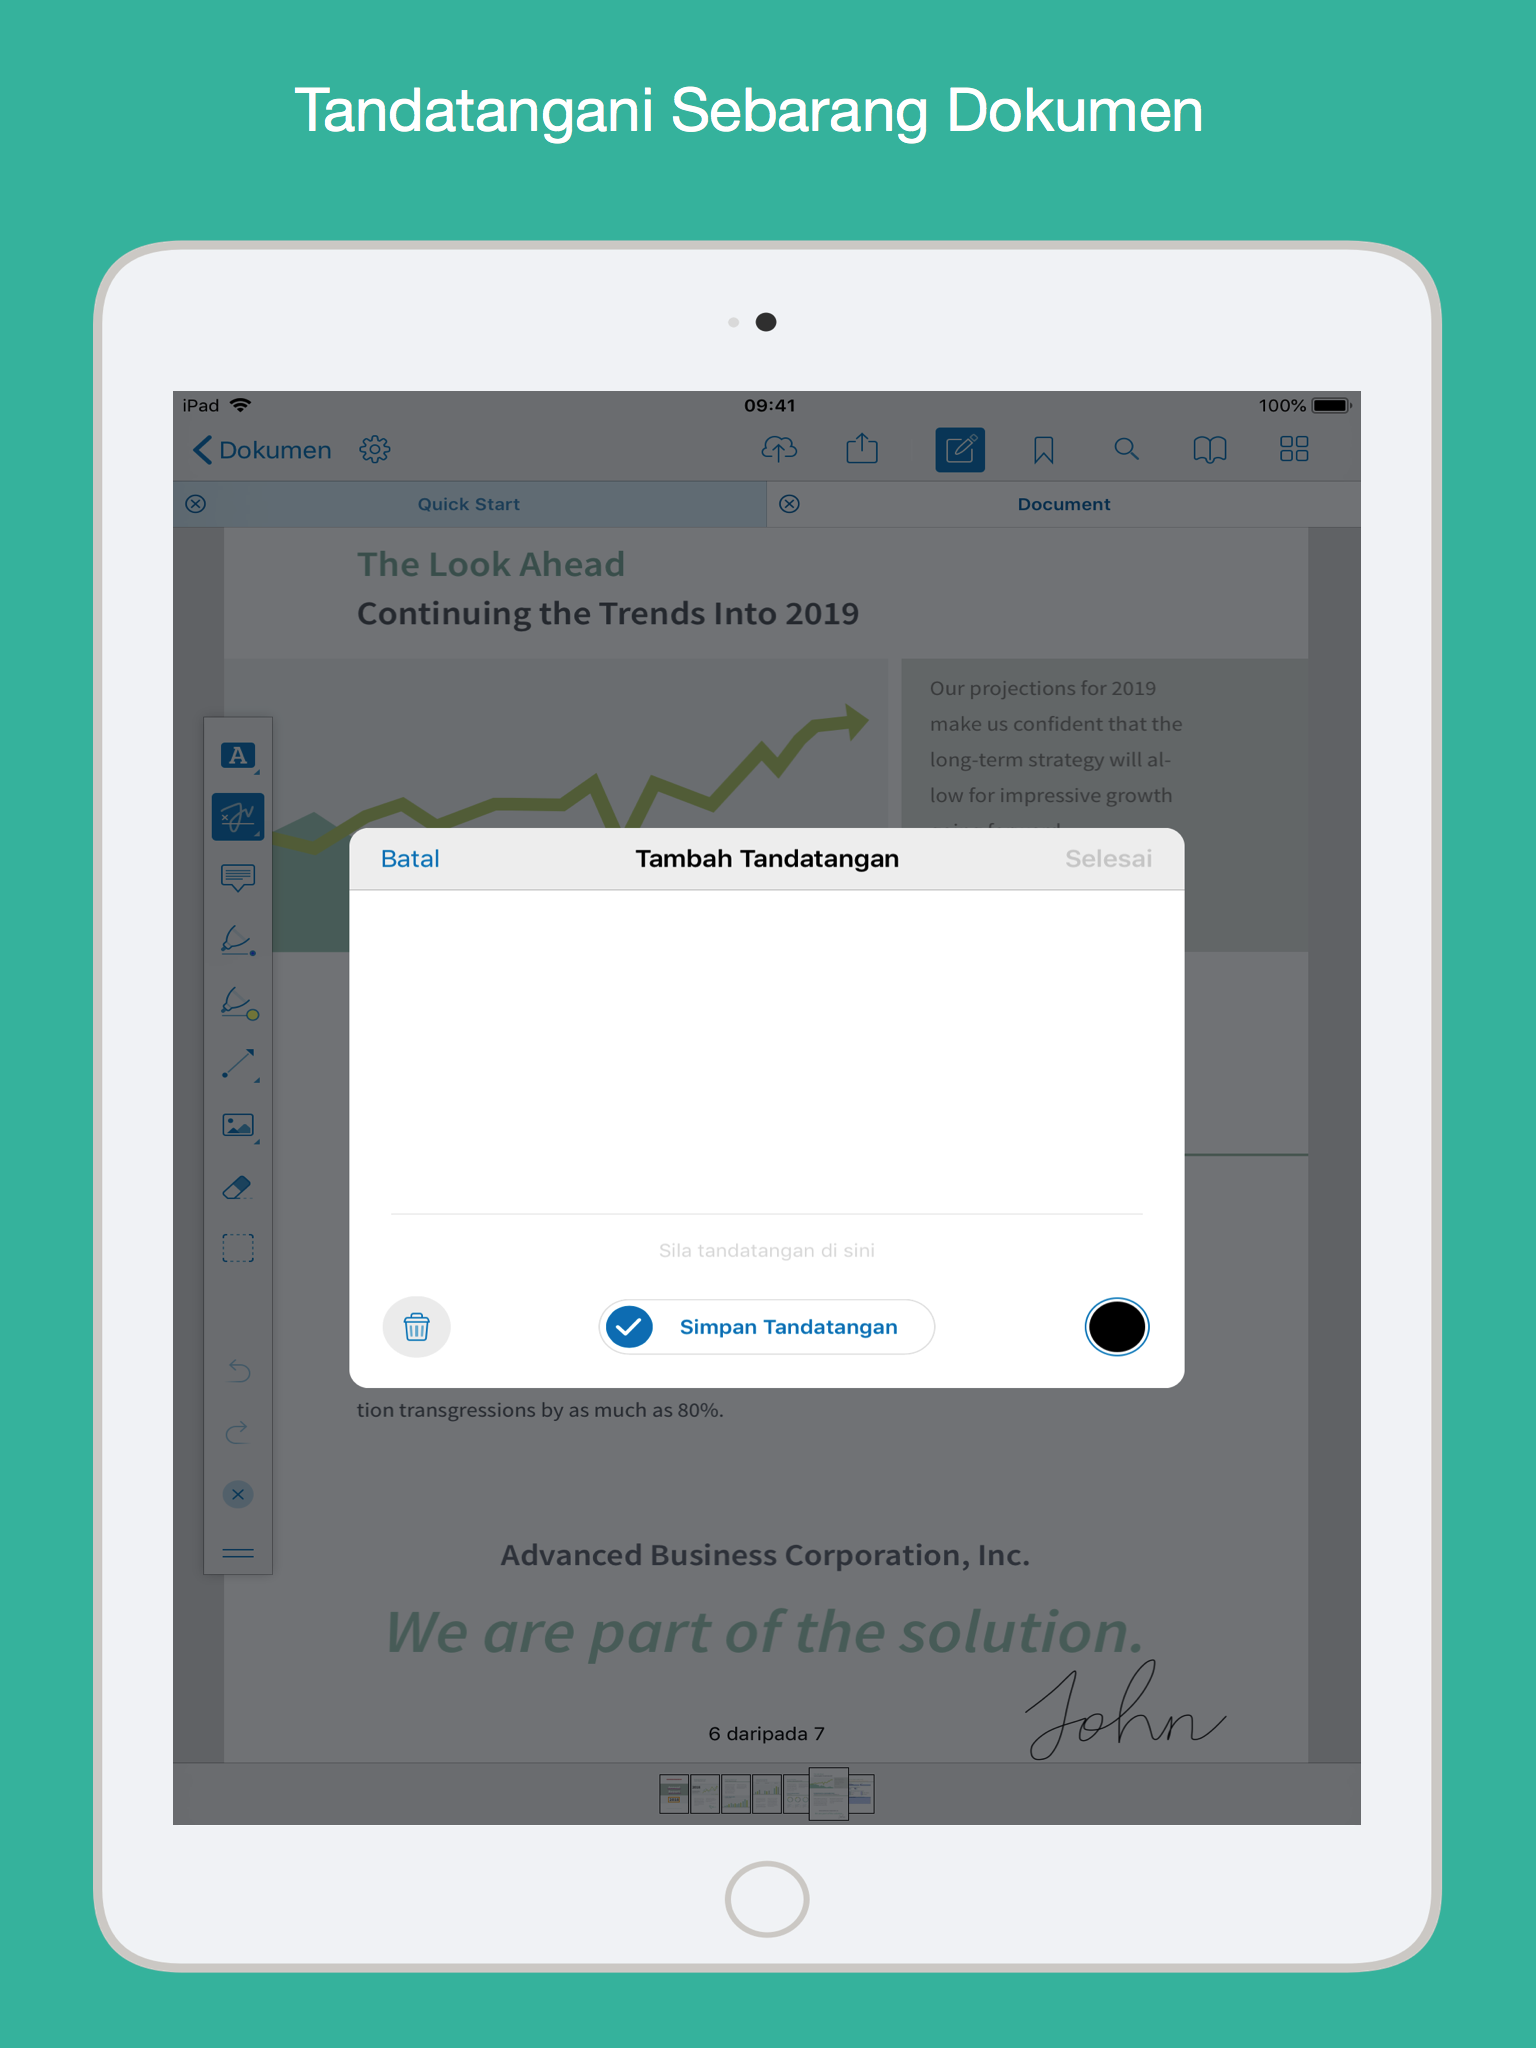 Tandatangani Sebarang Dokumen
iPad 09:41 100%
Dokumen
Quick Start Document
The Look Ahead
Continuing the Trends Into 2019
Our projections for 2019
make us confident that the
long-term strategy will al-
low for impressive growth
A
Batal Tambah Tandatangan Selesai
Sila tandatangan di sini
Simpan Tandatangan
tion transgressions by as much as 80%.
Advanced Business Corporation, Inc.
We are part of the solution.
John
6 daripada 7